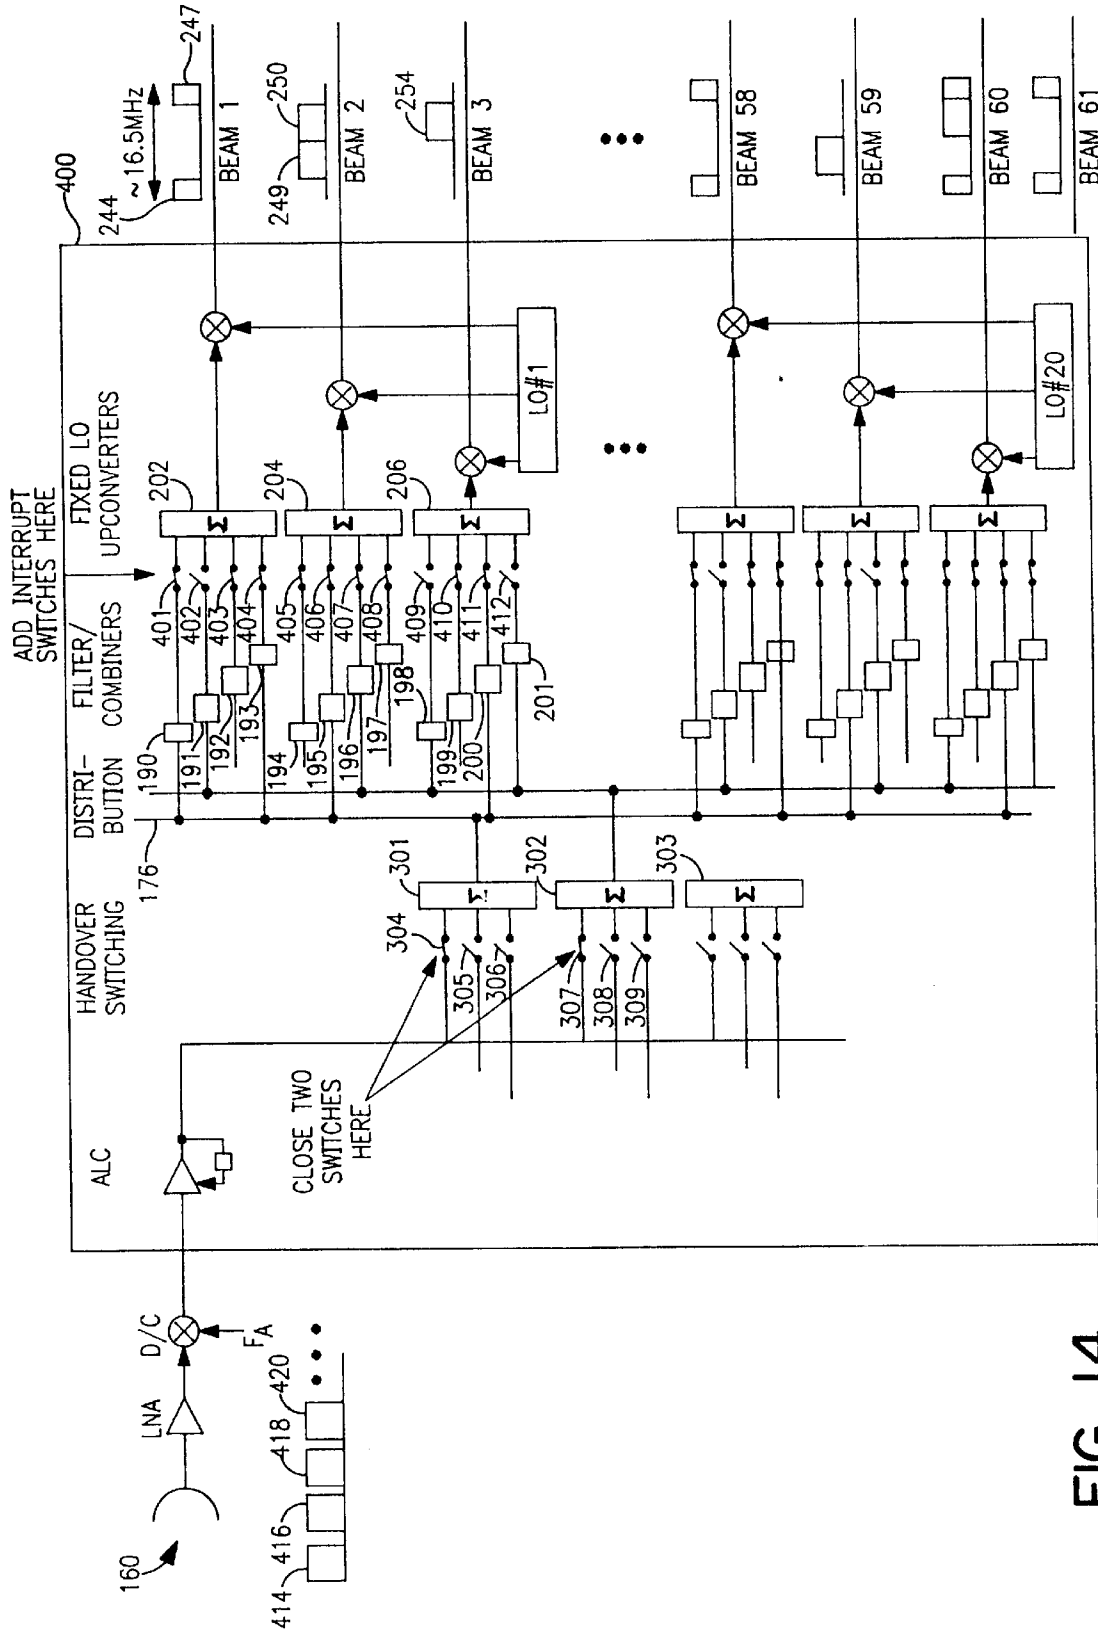 ADD INTERRUPT
SWITCHES HERE
400
ALC
HANDOVER
SWITCHING
DISTRI-
BUTION
FILTER/
COMBINERS
FIXED LO
UPCONVERTERS
176
244
~16.5MHz
247
BEAM 1
249
250
BEAM 2
254
BEAM 3
BEAM 58
BEAM 59
BEAM 60
BEAM 61
190
191
192
193
401
402
403
404
202
Σ
194
195
196
197
405
406
407
408
204
Σ
198
199
200
201
409
410
411
412
206
Σ
LO#1
Σ
Σ
Σ
LO#20
301
Σ
304
305
306
302
Σ
307
308
309
303
Σ
CLOSE TWO
SWITCHES
HERE
160
LNA
D/C
FA
414
416
418
420
FIG. 14